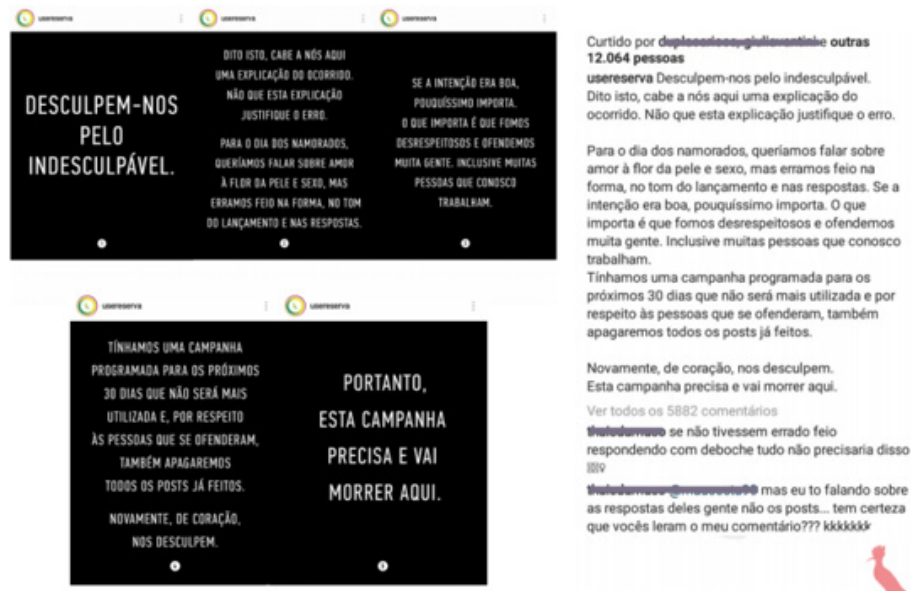 usereserva
DESCULPEM-NOS
PELO
INDESCULPÁVEL.
1
usereserva
DITO ISTO, CABE A NÓS AQUI
UMA EXPLICAÇÃO DO OCORRIDO.
NÃO QUE ESTA EXPLICAÇÃO
JUSTIFIQUE O ERRO.
PARA O DIA DOS NAMORADOS,
QUERÍAMOS FALAR SOBRE AMOR
À FLOR DA PELE E SEXO, MAS
ERRAMOS FEIO NA FORMA, NO TOM
DO LANÇAMENTO E NAS RESPOSTAS.
2
usereserva
SE A INTENÇÃO ERA BOA,
POUQUÍSSIMO IMPORTA.
O QUE IMPORTA É QUE FOMOS
DESRESPEITOSOS E OFENDEMOS
MUITA GENTE. INCLUSIVE MUITAS
PESSOAS QUE CONOSCO
TRABALHAM.
3
usereserva
TÍNHAMOS UMA CAMPANHA
PROGRAMADA PARA OS PRÓXIMOS
30 DIAS QUE NÃO SERÁ MAIS
UTILIZADA E, POR RESPEITO
ÀS PESSOAS QUE SE OFENDERAM,
TAMBÉM APAGAREMOS
TODOS OS POSTS JÁ FEITOS.
NOVAMENTE, DE CORAÇÃO,
NOS DESCULPEM.
4
usereserva
PORTANTO,
ESTA CAMPANHA
PRECISA E VAI
MORRER AQUI.
5
Curtido por e outras
12.064 pessoas
usereserva Desculpem-nos pelo indesculpável.
Dito isto, cabe a nós aqui uma explicação do
ocorrido. Não que esta explicação justifique o erro.
Para o dia dos namorados, queríamos falar sobre
amor à flor da pele e sexo, mas erramos feio na
forma, no tom do lançamento e nas respostas. Se a
intenção era boa, pouquíssimo importa. O que
importa é que fomos desrespeitosos e ofendemos
muita gente. Inclusive muitas pessoas que conosco
trabalham.
Tínhamos uma campanha programada para os
próximos 30 dias que não será mais utilizada e por
respeito às pessoas que se ofenderam, também
apagaremos todos os posts já feitos.
Novamente, de coração, nos desculpem.
Esta campanha precisa e vai morrer aqui.
Ver todos os 5882 comentários
se não tivessem errado feio
respondendo com deboche tudo não precisaria disso
mas eu to falando sobre
as respostas deles gente não os posts... tem certeza
que vocês leram o meu comentário??? kkkkkkk